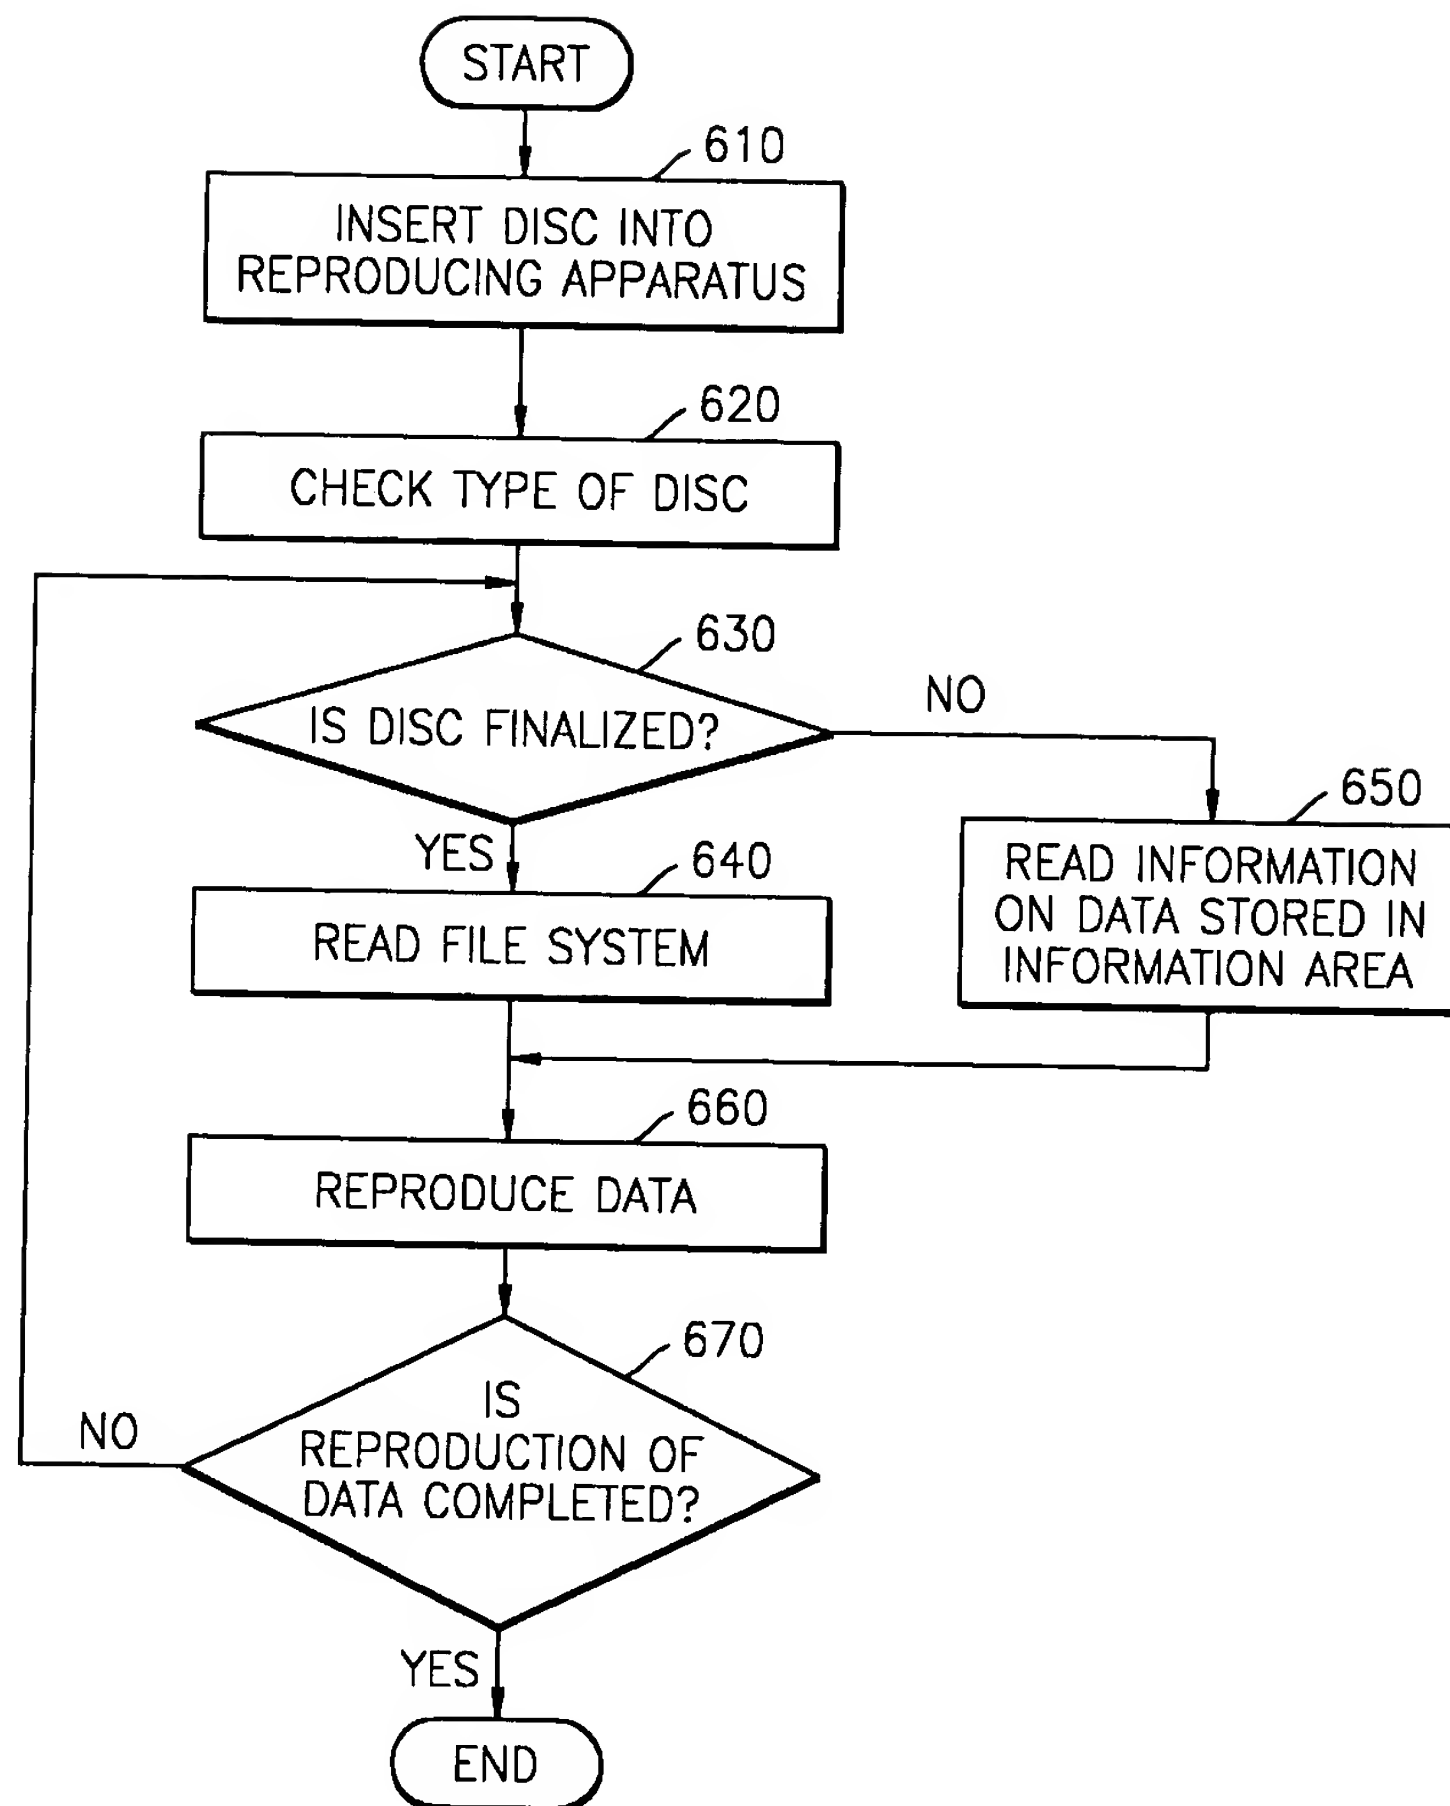 START
610
INSERT DISC INTO
REPRODUCING APPARATUS
620
CHECK TYPE OF DISC
630
IS DISC FINALIZED?
NO
YES
640
READ FILE SYSTEM
650
READ INFORMATION
ON DATA STORED IN
INFORMATION AREA
660
REPRODUCE DATA
670
IS
REPRODUCTION OF
DATA COMPLETED?
NO
YES
END